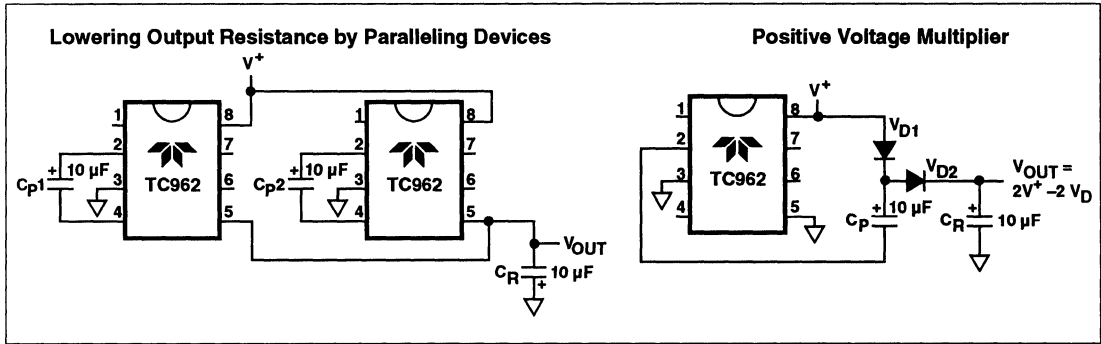 Lowering Output Resistance by Paralleling Devices
V+
1
2
3
4
8
7
6
5
TC962
+
10 µF
CP1
1
2
3
4
8
7
6
5
TC962
+
10 µF
CP2
VOUT
CR
10 µF
+
Positive Voltage Multiplier
V+
1
2
3
4
8
7
6
5
TC962
VD1
VD2
VOUT =
2V+ –2 VD
+
10 µF
CP
+
CR
10 µF